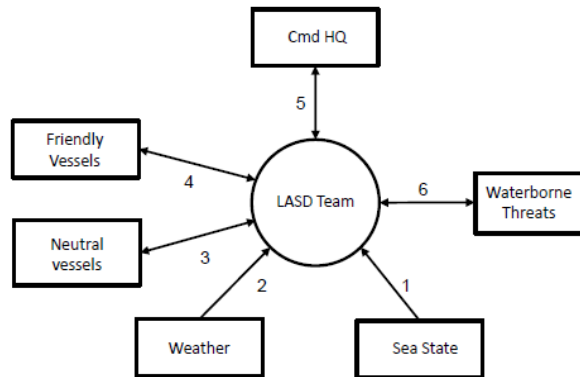 Cmd HQ
5
Friendly
Vessels
4
LASD Team
6
Waterborne
Threats
Neutral
vessels
3
2
1
Weather
Sea State